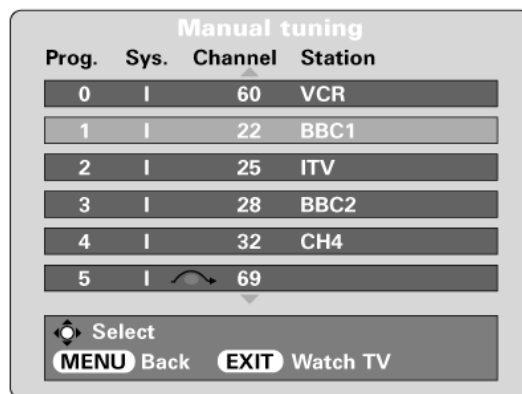 Manual tuning
Prog. Sys. Channel Station
0 I 60 VCR
1 I 22 BBC1
2 I 25 ITV
3 I 28 BBC2
4 I 32 CH4
5 I 69
Select
MENU Back EXIT Watch TV